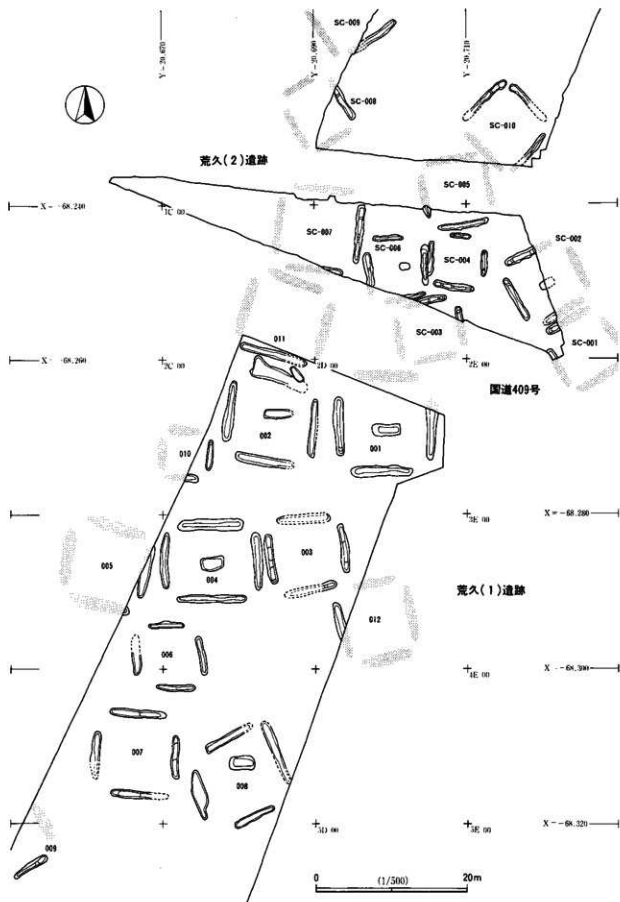 Y - -20.670
Y - -20.690
Y - -20.710
SC-009
SC-008
SC-010
荒久(2)遺跡
SC-005
X - -68.240
1C 00
SC-007
SC-006
SC-004
SC-002
SC-003
SC-001
011
X - -68.260
2C 00
2D 00
2E 00
国道409号
002
001
010
3E 00
X - -68.280
005
004
003
荒久(1)遺跡
012
006
4E 00
X - -68.300
007
008
5D 00
5E 00
X - -68.320
009
0
(1/500)
20m